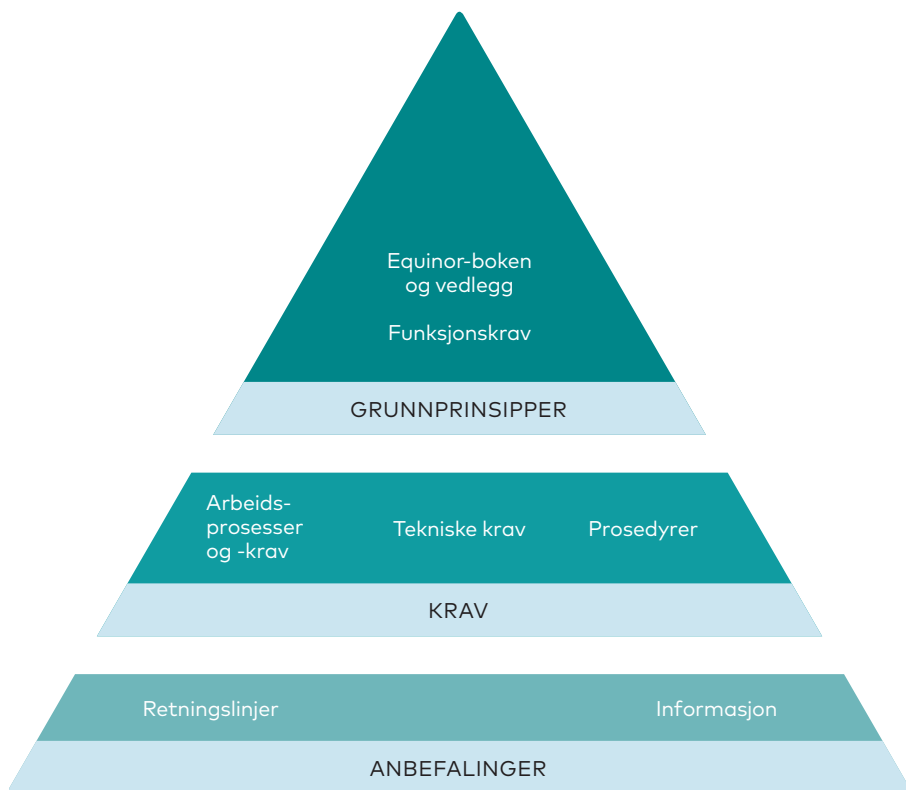 Equinor-boken
og vedlegg
Funksjonskrav
GRUNNPRINSIPPER
Arbeids-
prosesser
og -krav
Tekniske krav
Prosedyrer
KRAV
Retningslinjer
Informasjon
ANBEFALINGER